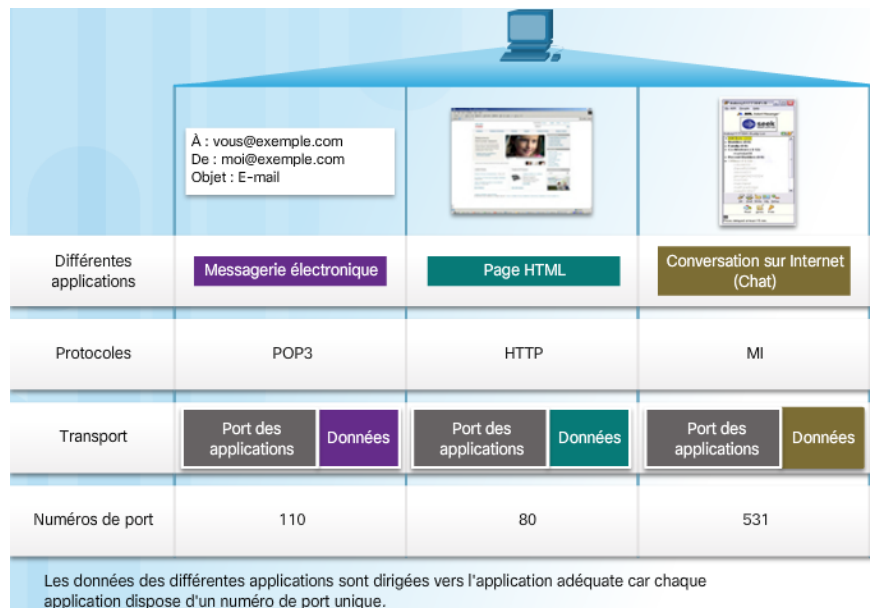 À : vous@exemple.com
De : moi@exemple.com
Objet : E-mail
seek
Différentes
applications
Messagerie électronique
Page HTML
Conversation sur Internet
(Chat)
Protocoles
POP3
HTTP
MI
Transport
Port des
applications
Données
Port des
applications
Données
Port des
applications
Données
Numéros de port
110
80
531
Les données des différentes applications sont dirigées vers l'application adéquate car chaque
application dispose d'un numéro de port unique.